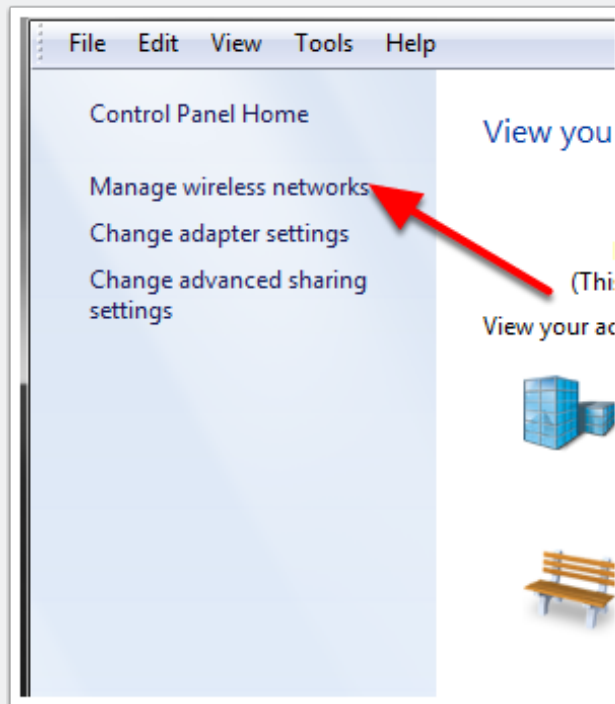 File Edit View Tools Help
Control Panel Home
View you
Manage wireless networks
Change adapter settings
Change advanced sharing
settings
(This
View your ac